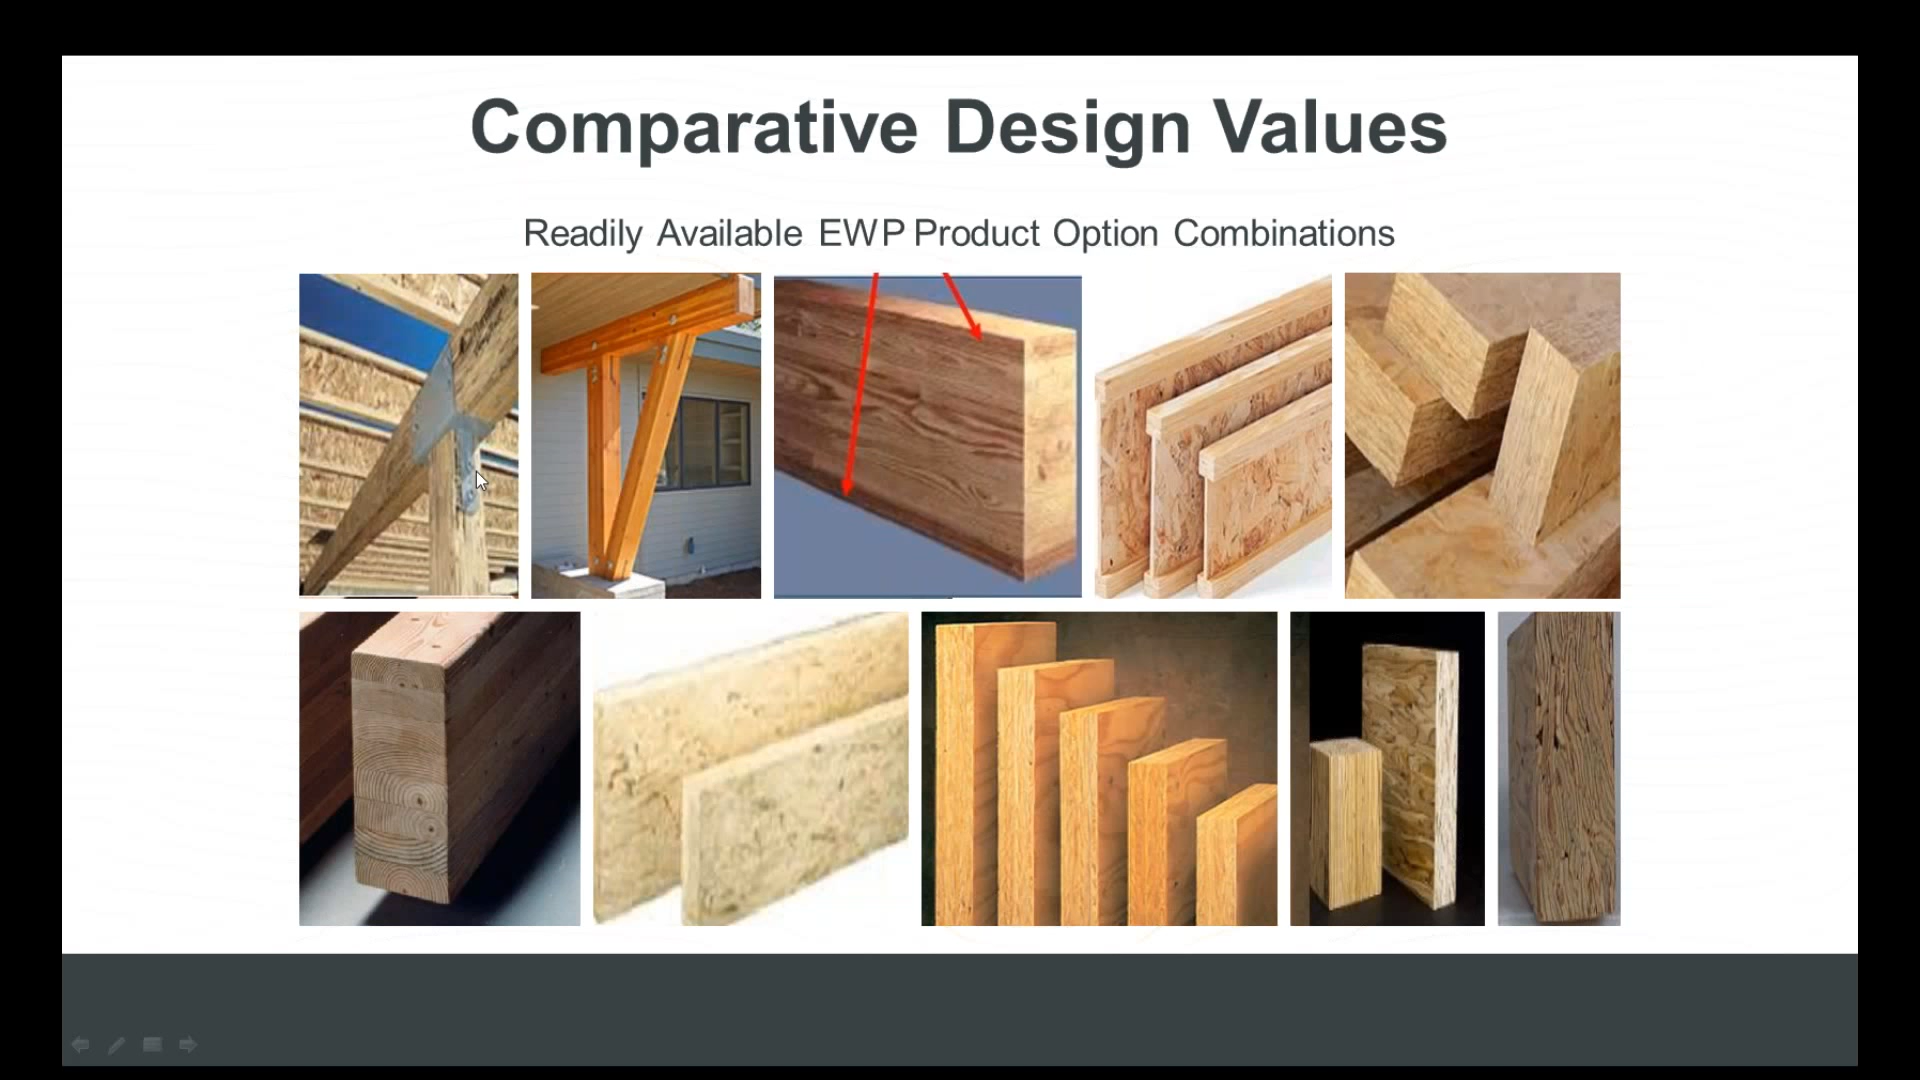 Comparative Design Values
Readily Available EWP Product Option Combinations